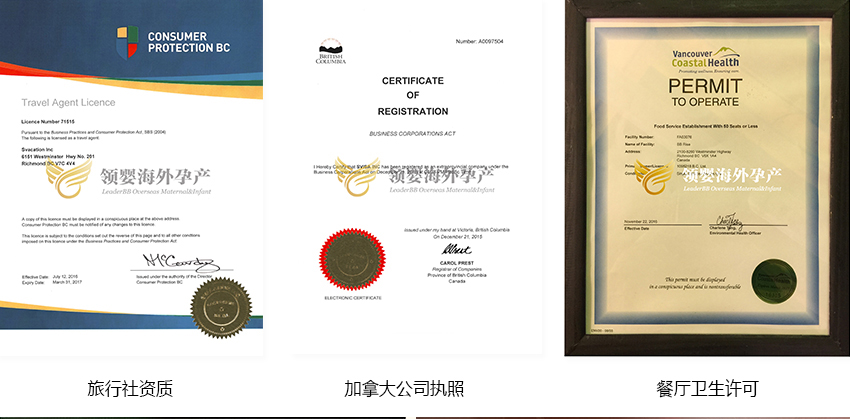 CONSUMER
PROTECTION BC
Travel Agent Licence
Licence Number 71515
Pursuant to the Business Practices and Consumer Protection Act, SBS (2004)
The following is licensed as a travel agent:
Svacation Inc
6191 Westminster Hwy No. 201
Richmond BC V7C 4V4
领婴海外孕产
LeaderBB Overseas Maternal&Infant
A copy of this licence must be displayed in a conspicuous place at the above address.
Consumer Protection BC must be notified of any changes to this licence.
This licence is subject to the conditions set out the reverse of this page and to all other conditions
imposed on this licence under the Business Practices and Consumer Protection Act.
Effective Date: July 12, 2016
Expiry Date: March 31, 2017
Issued under the authority of the Director
Consumer Protection BC
旅行社资质
Number: A0097504
BRITISH
COLUMBIA
CERTIFICATE
OF
REGISTRATION
BUSINESS CORPORATIONS ACT
I Hereby Certify that SVISA INC has been registered as an extraprovincial company under the
Business Corporations Act on December
领婴海外孕产
LeaderBB Overseas Maternal&Infant
Issued under my hand at Victoria, British Columbia
On December 21, 2015
CAROL PREST
Registrar of Companies
Province of British Columbia
Canada
ELECTRONIC CERTIFICATE
加拿大公司执照
Vancouver
CoastalHealth
Promoting wellness. Ensuring care.
PERMIT
TO OPERATE
Food Service Establishment With 50 Seats or Less
Facility Number:
Name of Facility:
Address: 2100-6260 Westminster Highway
Richmond BC
Canada
领婴海外孕产
LeaderBB Overseas Maternal&Infant
November 22, 2016
Effective Date
Environmental Health Officer
This permit must be displayed
in a conspicuous place and is nontransferable
餐厅卫生许可